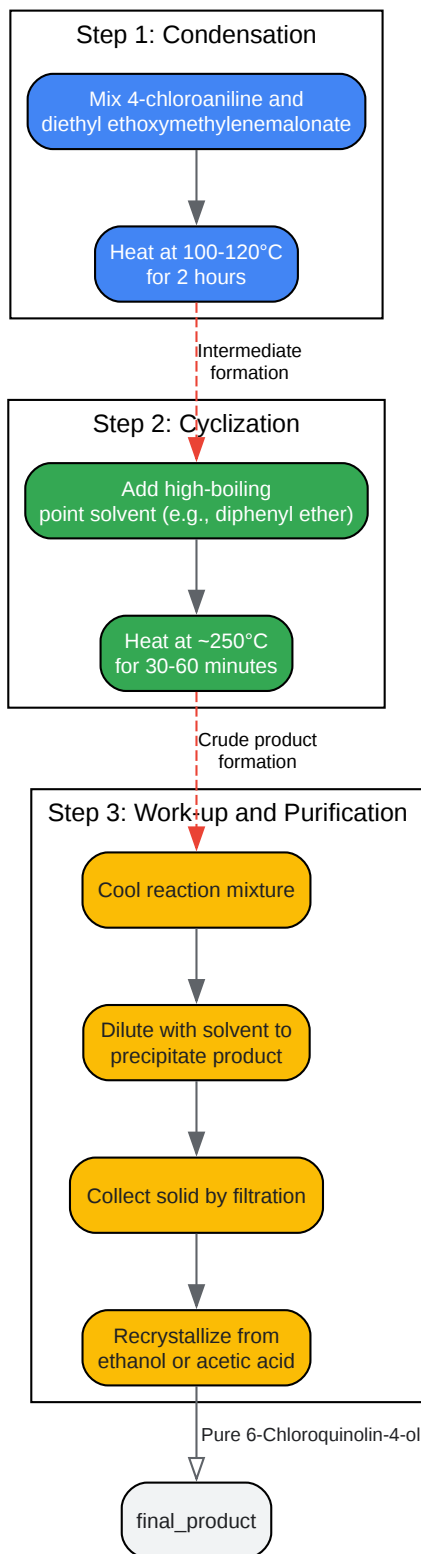 Step 1: Condensation
Mix 4-chloroaniline and
diethyl ethoxymethylenemalonate
Heat at 100-120°C
for 2 hours
Intermediate
formation
Step 2: Cyclization
Add high-boiling
point solvent (e.g., diphenyl ether)
Heat at ~250°C
for 30-60 minutes
Crude product
formation
Step 3: Work-up and Purification
Cool reaction mixture
Dilute with solvent to
precipitate product
Collect solid by filtration
Recrystallize from
ethanol or acetic acid
Pure 6-Chloroquinolin-4-ol
final_product